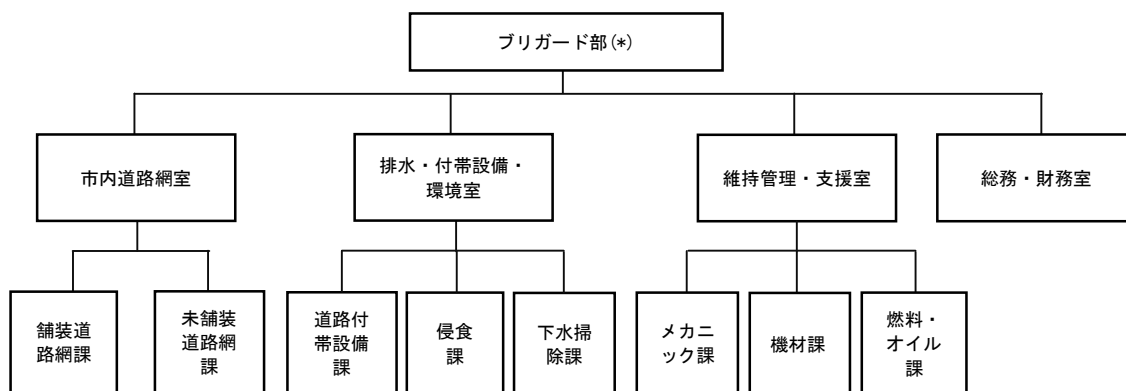 ブリガード部(*)
市内道路網室
排水・付帯設備・
環境室
維持管理・支援室
総務・財務室
舗装道
路網課
未舗装
道路網
課
道路付
帯設備
課
侵食
課
下水掃
除課
メカニ
ック課
機材課
燃料・
オイル
課